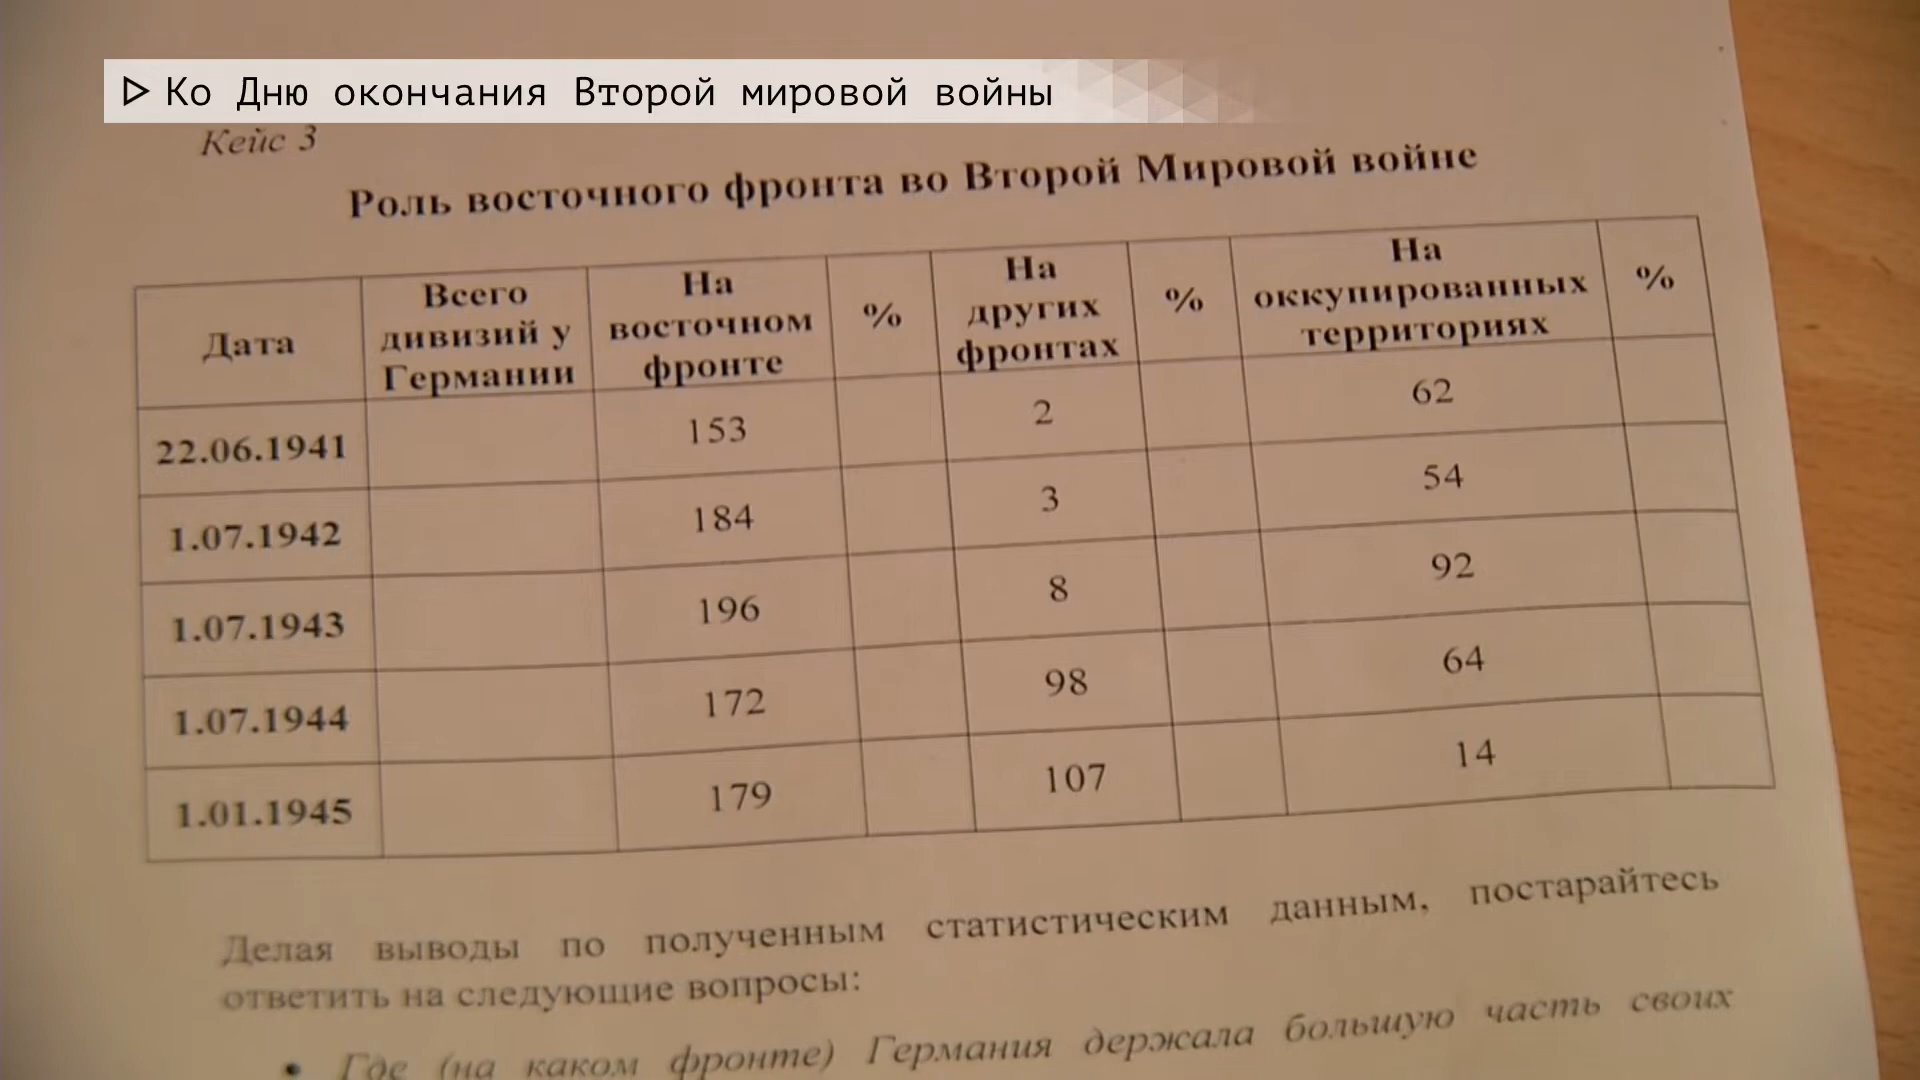 Ко Дню окончания Второй мировой войны
Кейс 3
Роль восточного фронта во Второй Мировой войне
Дата Всего дивизий у Германии На восточном фронте % На других фронтах % На оккупированных территориях %
22.06.1941 153 2 62
1.07.1942 184 3 54
1.07.1943 196 8 92
1.07.1944 172 98 64
1.01.1945 179 107 14
Делая выводы по полученным статистическим данным, постарайтесь
ответить на следующие вопросы:
• Где (на каком фронте) Германия держала большую часть своих